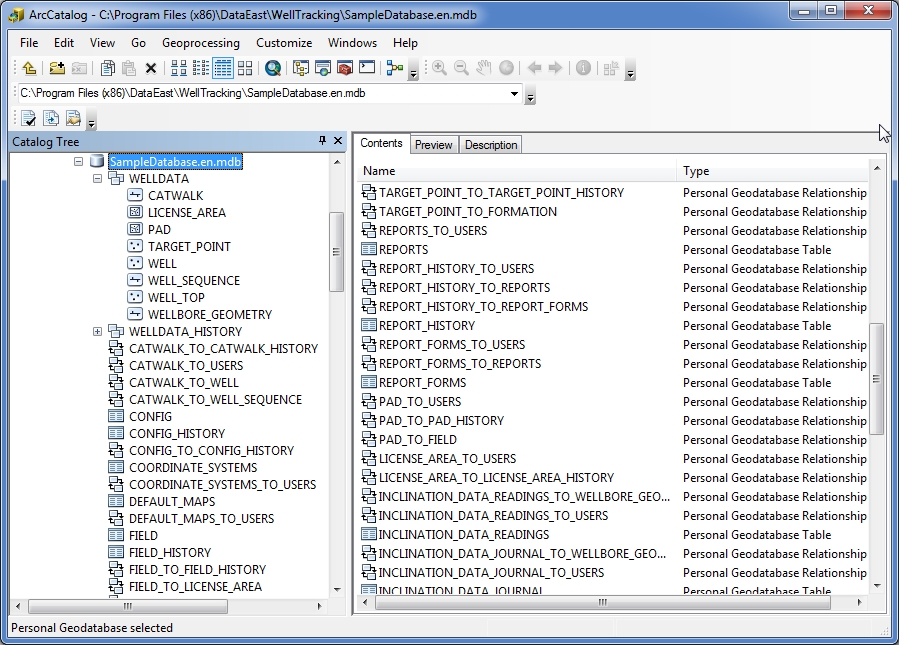 ArcCatalog - C:\Program Files (x86)\DataEast\WellTracking\SampleDatabase.en.mdb
File Edit View Go Geoprocessing Customize Windows Help
C:\Program Files (x86)\DataEast\WellTracking\SampleDatabase.en.mdb
Catalog Tree
SampleDatabase.en.mdb
WELLDATA
CATWALK
LICENSE_AREA
PAD
TARGET_POINT
WELL
WELL_SEQUENCE
WELL_TOP
WELLBORE_GEOMETRY
WELLDATA_HISTORY
CATWALK_TO_CATWALK_HISTORY
CATWALK_TO_USERS
CATWALK_TO_WELL
CATWALK_TO_WELL_SEQUENCE
CONFIG
CONFIG_HISTORY
CONFIG_TO_CONFIG_HISTORY
COORDINATE_SYSTEMS
COORDINATE_SYSTEMS_TO_USERS
DEFAULT_MAPS
DEFAULT_MAPS_TO_USERS
FIELD
FIELD_HISTORY
FIELD_TO_FIELD_HISTORY
FIELD_TO_LICENSE_AREA
Contents Preview Description
Name Type
TARGET_POINT_TO_TARGET_POINT_HISTORY Personal Geodatabase Relationship
TARGET_POINT_TO_FORMATION Personal Geodatabase Relationship
REPORTS_TO_USERS Personal Geodatabase Relationship
REPORTS Personal Geodatabase Table
REPORT_HISTORY_TO_USERS Personal Geodatabase Relationship
REPORT_HISTORY_TO_REPORTS Personal Geodatabase Relationship
REPORT_HISTORY_TO_REPORT_FORMS Personal Geodatabase Relationship
REPORT_HISTORY Personal Geodatabase Table
REPORT_FORMS_TO_USERS Personal Geodatabase Relationship
REPORT_FORMS_TO_REPORTS Personal Geodatabase Relationship
REPORT_FORMS Personal Geodatabase Table
PAD_TO_USERS Personal Geodatabase Relationship
PAD_TO_PAD_HISTORY Personal Geodatabase Relationship
PAD_TO_FIELD Personal Geodatabase Relationship
LICENSE_AREA_TO_USERS Personal Geodatabase Relationship
LICENSE_AREA_TO_LICENSE_AREA_HISTORY Personal Geodatabase Relationship
INCLINATION_DATA_READINGS_TO_WELLBORE_GEO... Personal Geodatabase Relationship
INCLINATION_DATA_READINGS_TO_USERS Personal Geodatabase Relationship
INCLINATION_DATA_READINGS Personal Geodatabase Table
INCLINATION_DATA_JOURNAL_TO_WELLBORE_GEO... Personal Geodatabase Relationship
INCLINATION_DATA_JOURNAL_TO_USERS Personal Geodatabase Relationship
INCLINATION_DATA_JOURNAL Personal Geodatabase Table
Personal Geodatabase selected